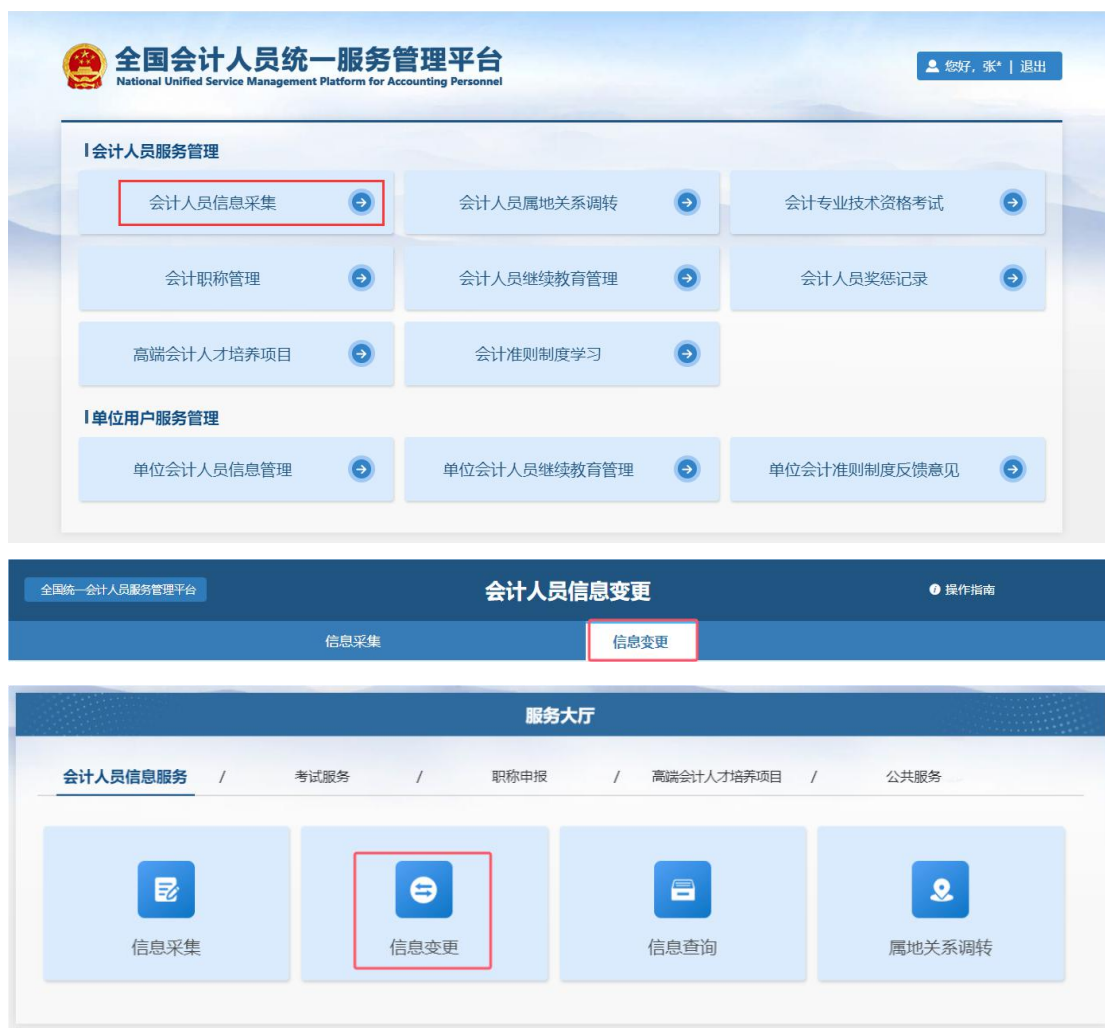 全国会计人员统一服务管理平台
National Unified Service Management Platform for Accounting Personnel
您好, 张* | 退出
会计人员服务管理
会计人员信息采集
会计人员属地关系调转
会计专业技术资格考试
会计职称管理
会计人员继续教育管理
会计人员奖惩记录
高端会计人才培养项目
会计准则制度学习
单位用户服务管理
单位会计人员信息管理
单位会计人员继续教育管理
单位会计准则制度反馈意见
全国统一会计人员服务管理平台
会计人员信息变更
操作指南
信息采集
信息变更
服务大厅
会计人员信息服务 / 考试服务 / 职称申报 / 高端会计人才培养项目 / 公共服务
信息采集
信息变更
信息查询
属地关系调转